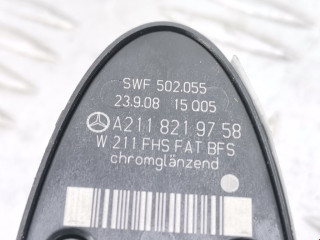 SWF 502.055
23.9.08 15 005
A211 821 97 58
W 211 FHS FAT BFS
chromglänzend